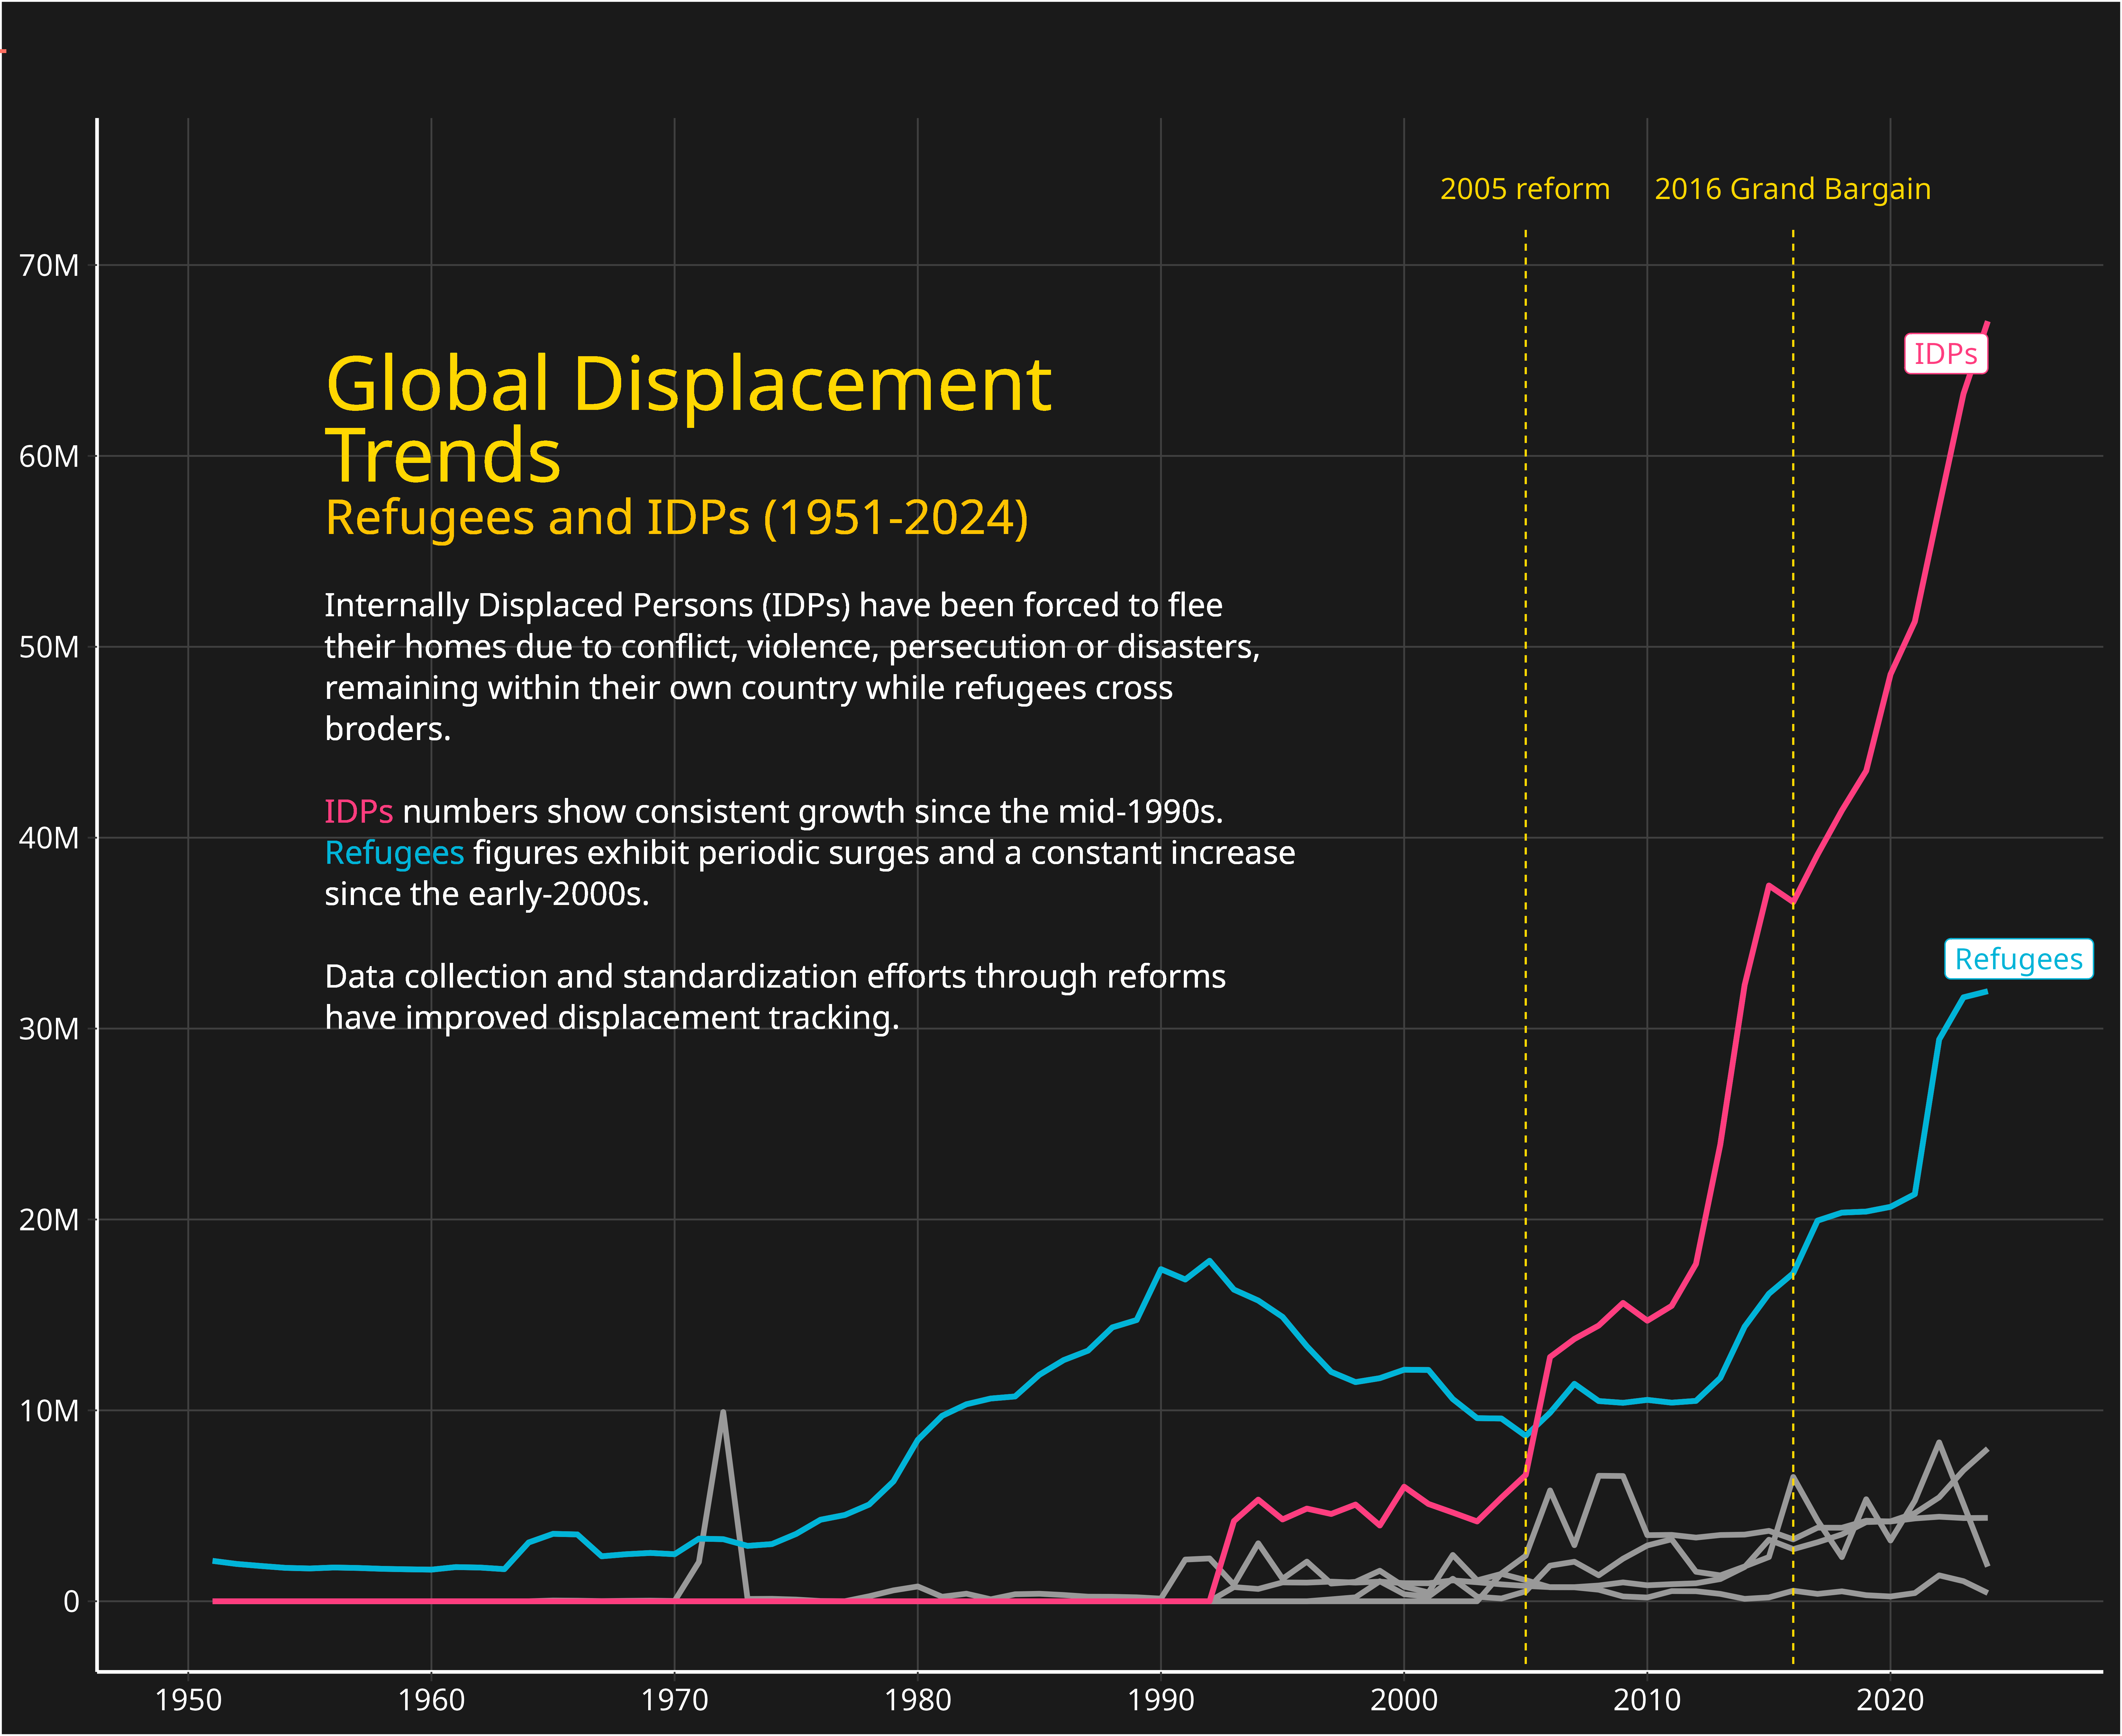 2005 reform
2016 Grand Bargain
70M
60M
50M
40M
30M
20M
10M
0
Global Displacement
Trends
Refugees and IDPs (1951-2024)
Internally Displaced Persons (IDPs) have been forced to flee
their homes due to conflict, violence, persecution or disasters,
remaining within their own country while refugees cross
broders.
IDPs numbers show consistent growth since the mid-1990s.
Refugees figures exhibit periodic surges and a constant increase
since the early-2000s.
Data collection and standardization efforts through reforms
have improved displacement tracking.
IDPs
Refugees
1950
1960
1970
1980
1990
2000
2010
2020